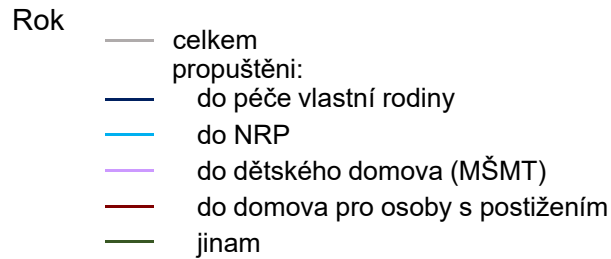 Rok
celkem
propuštěni:
do péče vlastní rodiny
do NRP
do dětského domova (MŠMT)
do domova pro osoby s postižením
jinam